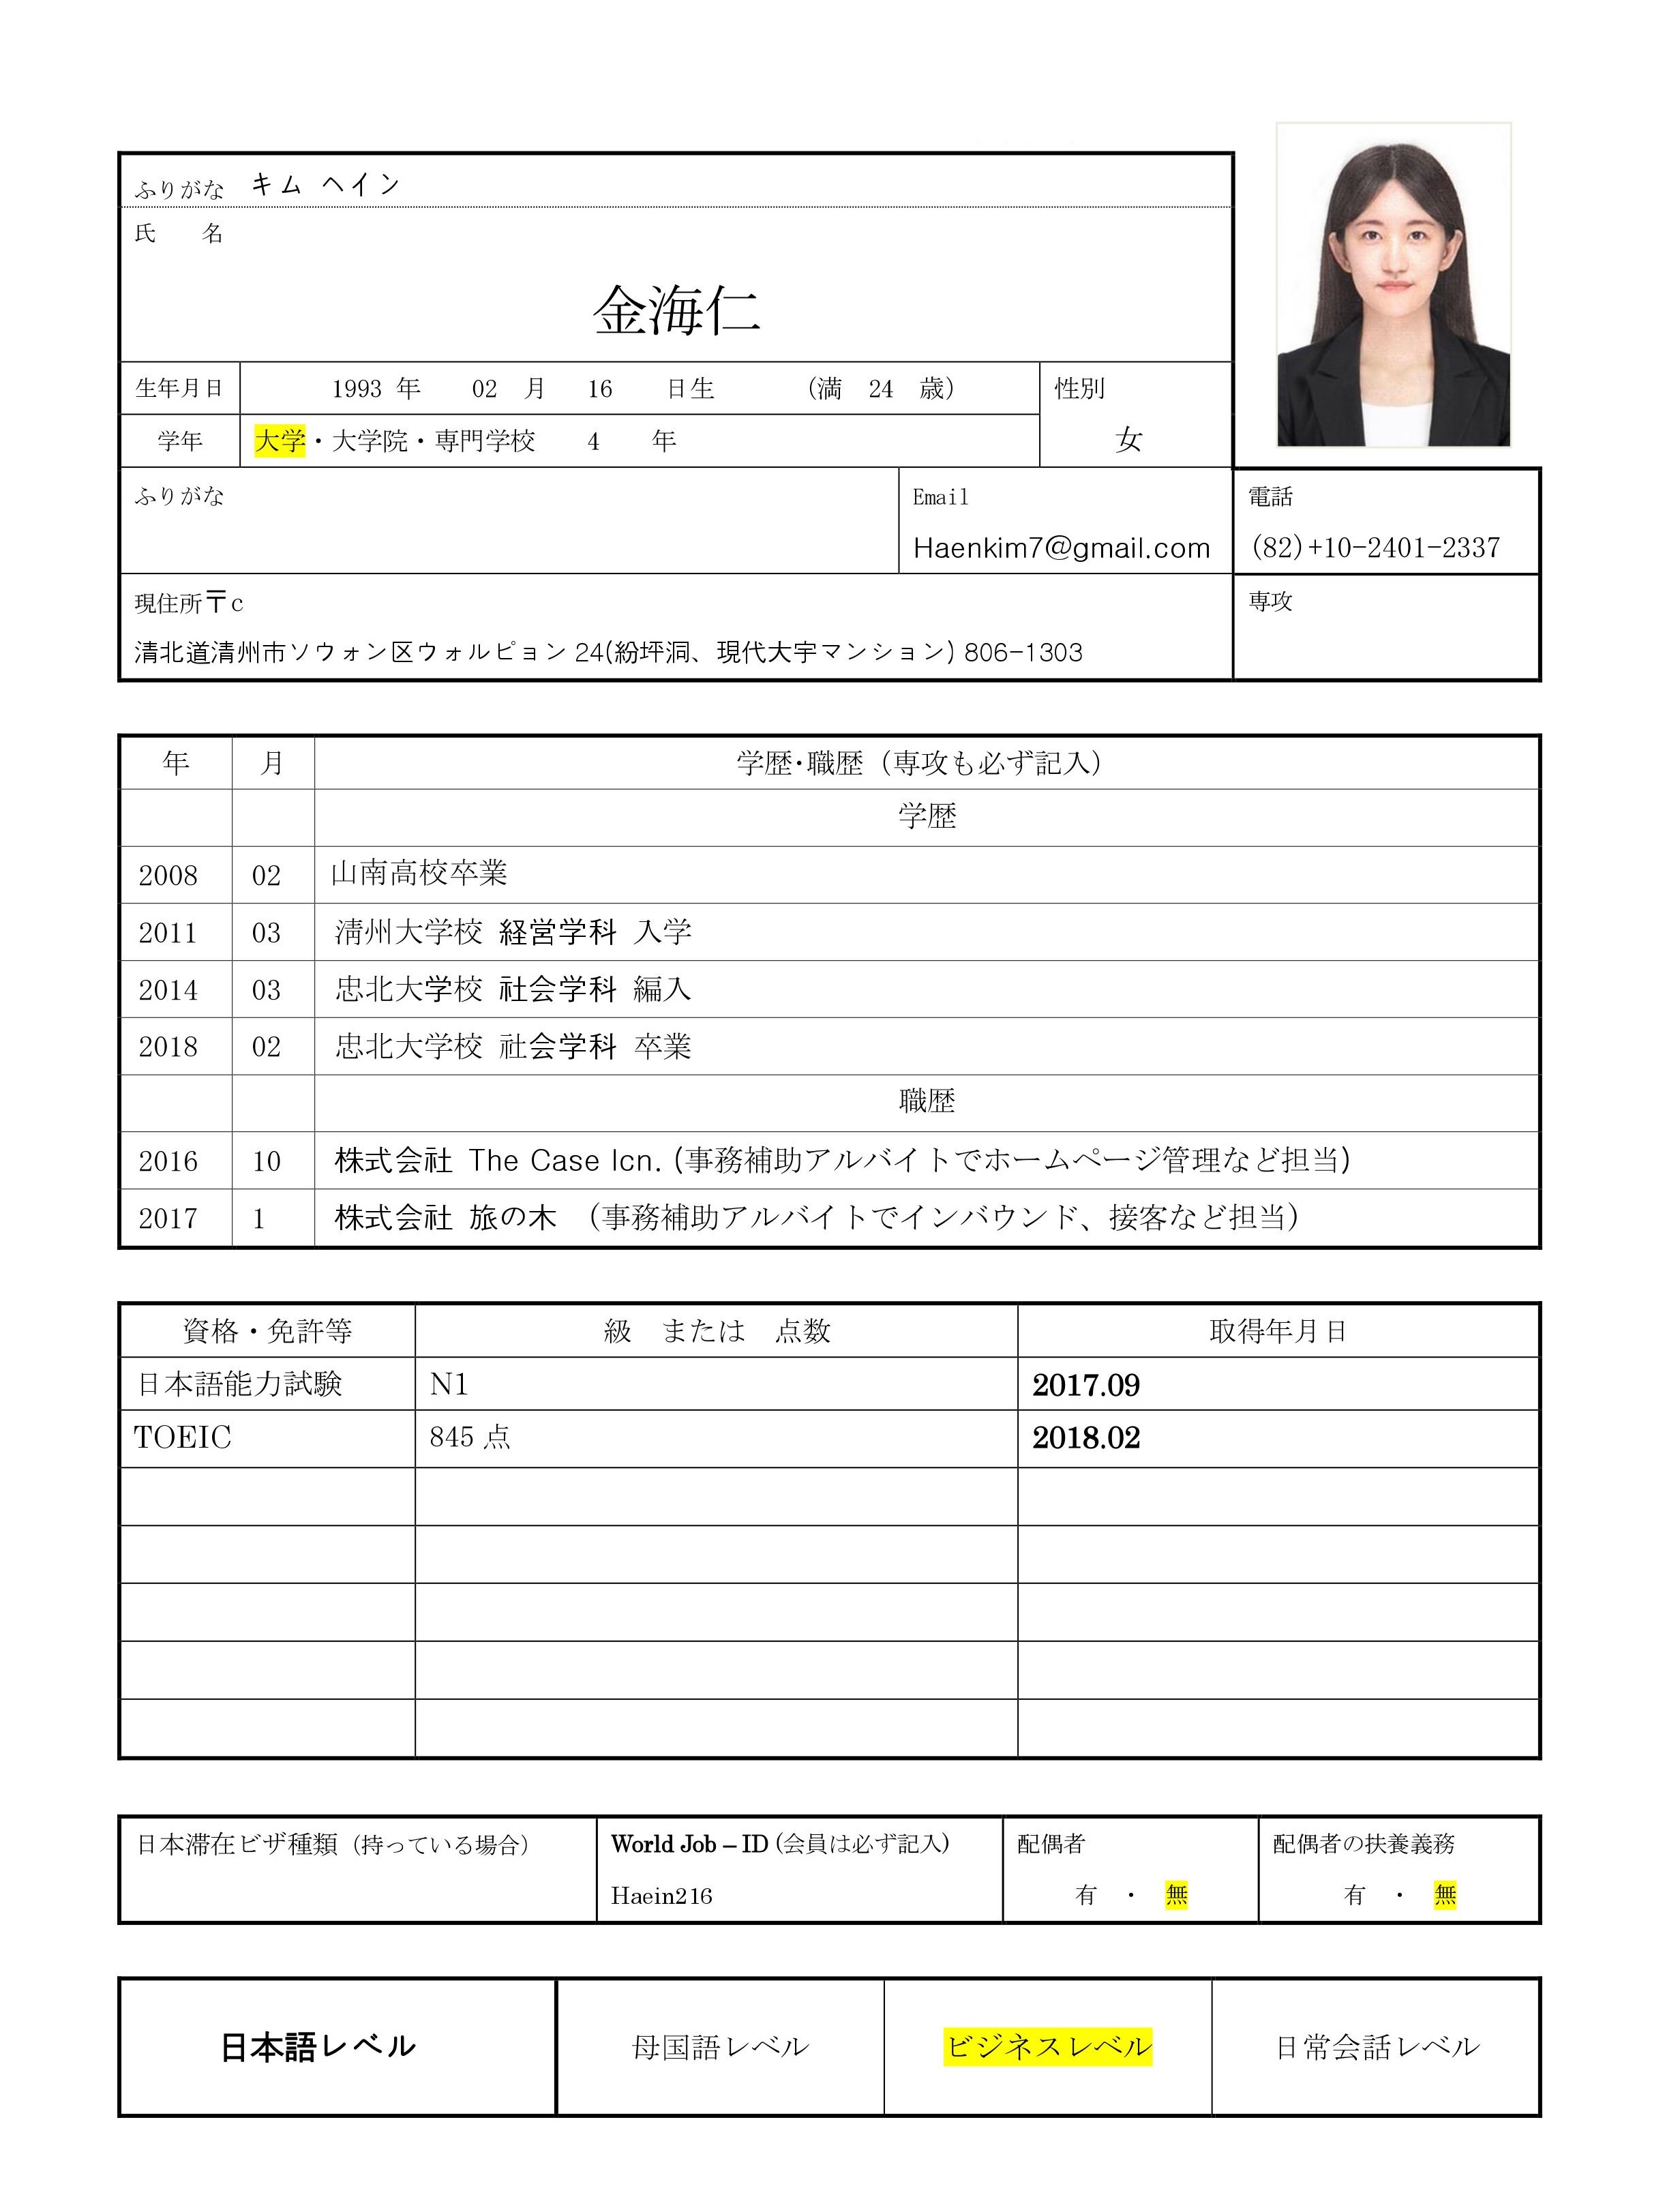 ふりがな キム ヘイン
氏 名
金海仁
生年月日 1993 年 02 月 16 日生 (満 24 歳) 性別
学年 大学・大学院・専門学校 4 年 女
ふりがな Email 電話
Haenkim7@gmail.com (82)+10-2401-2337
現住所〒c 専攻
清北道清州市ソウォン区ウォルピョン 24(紛坪洞、現代大宇マンション) 806-1303
年 月 学歴･職歴（専攻も必ず記入）
学歴
2008 02 山南高校卒業
2011 03 清州大学校 経営学科 入学
2014 03 忠北大学校 社会学科 編入
2018 02 忠北大学校 社会学科 卒業
職歴
2016 10 株式会社 The Case Icn. (事務補助アルバイトでホームページ管理など担当)
2017 1 株式会社 旅の木 （事務補助アルバイトでインバウンド、接客など担当）
資格・免許等 級 または 点数 取得年月日
日本語能力試験 N1 2017.09
TOEIC 845 点 2018.02
日本滞在ビザ種類（持っている場合） World Job – ID (会員は必ず記入) 配偶者 配偶者の扶養義務
Haein216 有 ・ 無 有 ・ 無
日本語レベル 母国語レベル ビジネスレベル 日常会話レベル